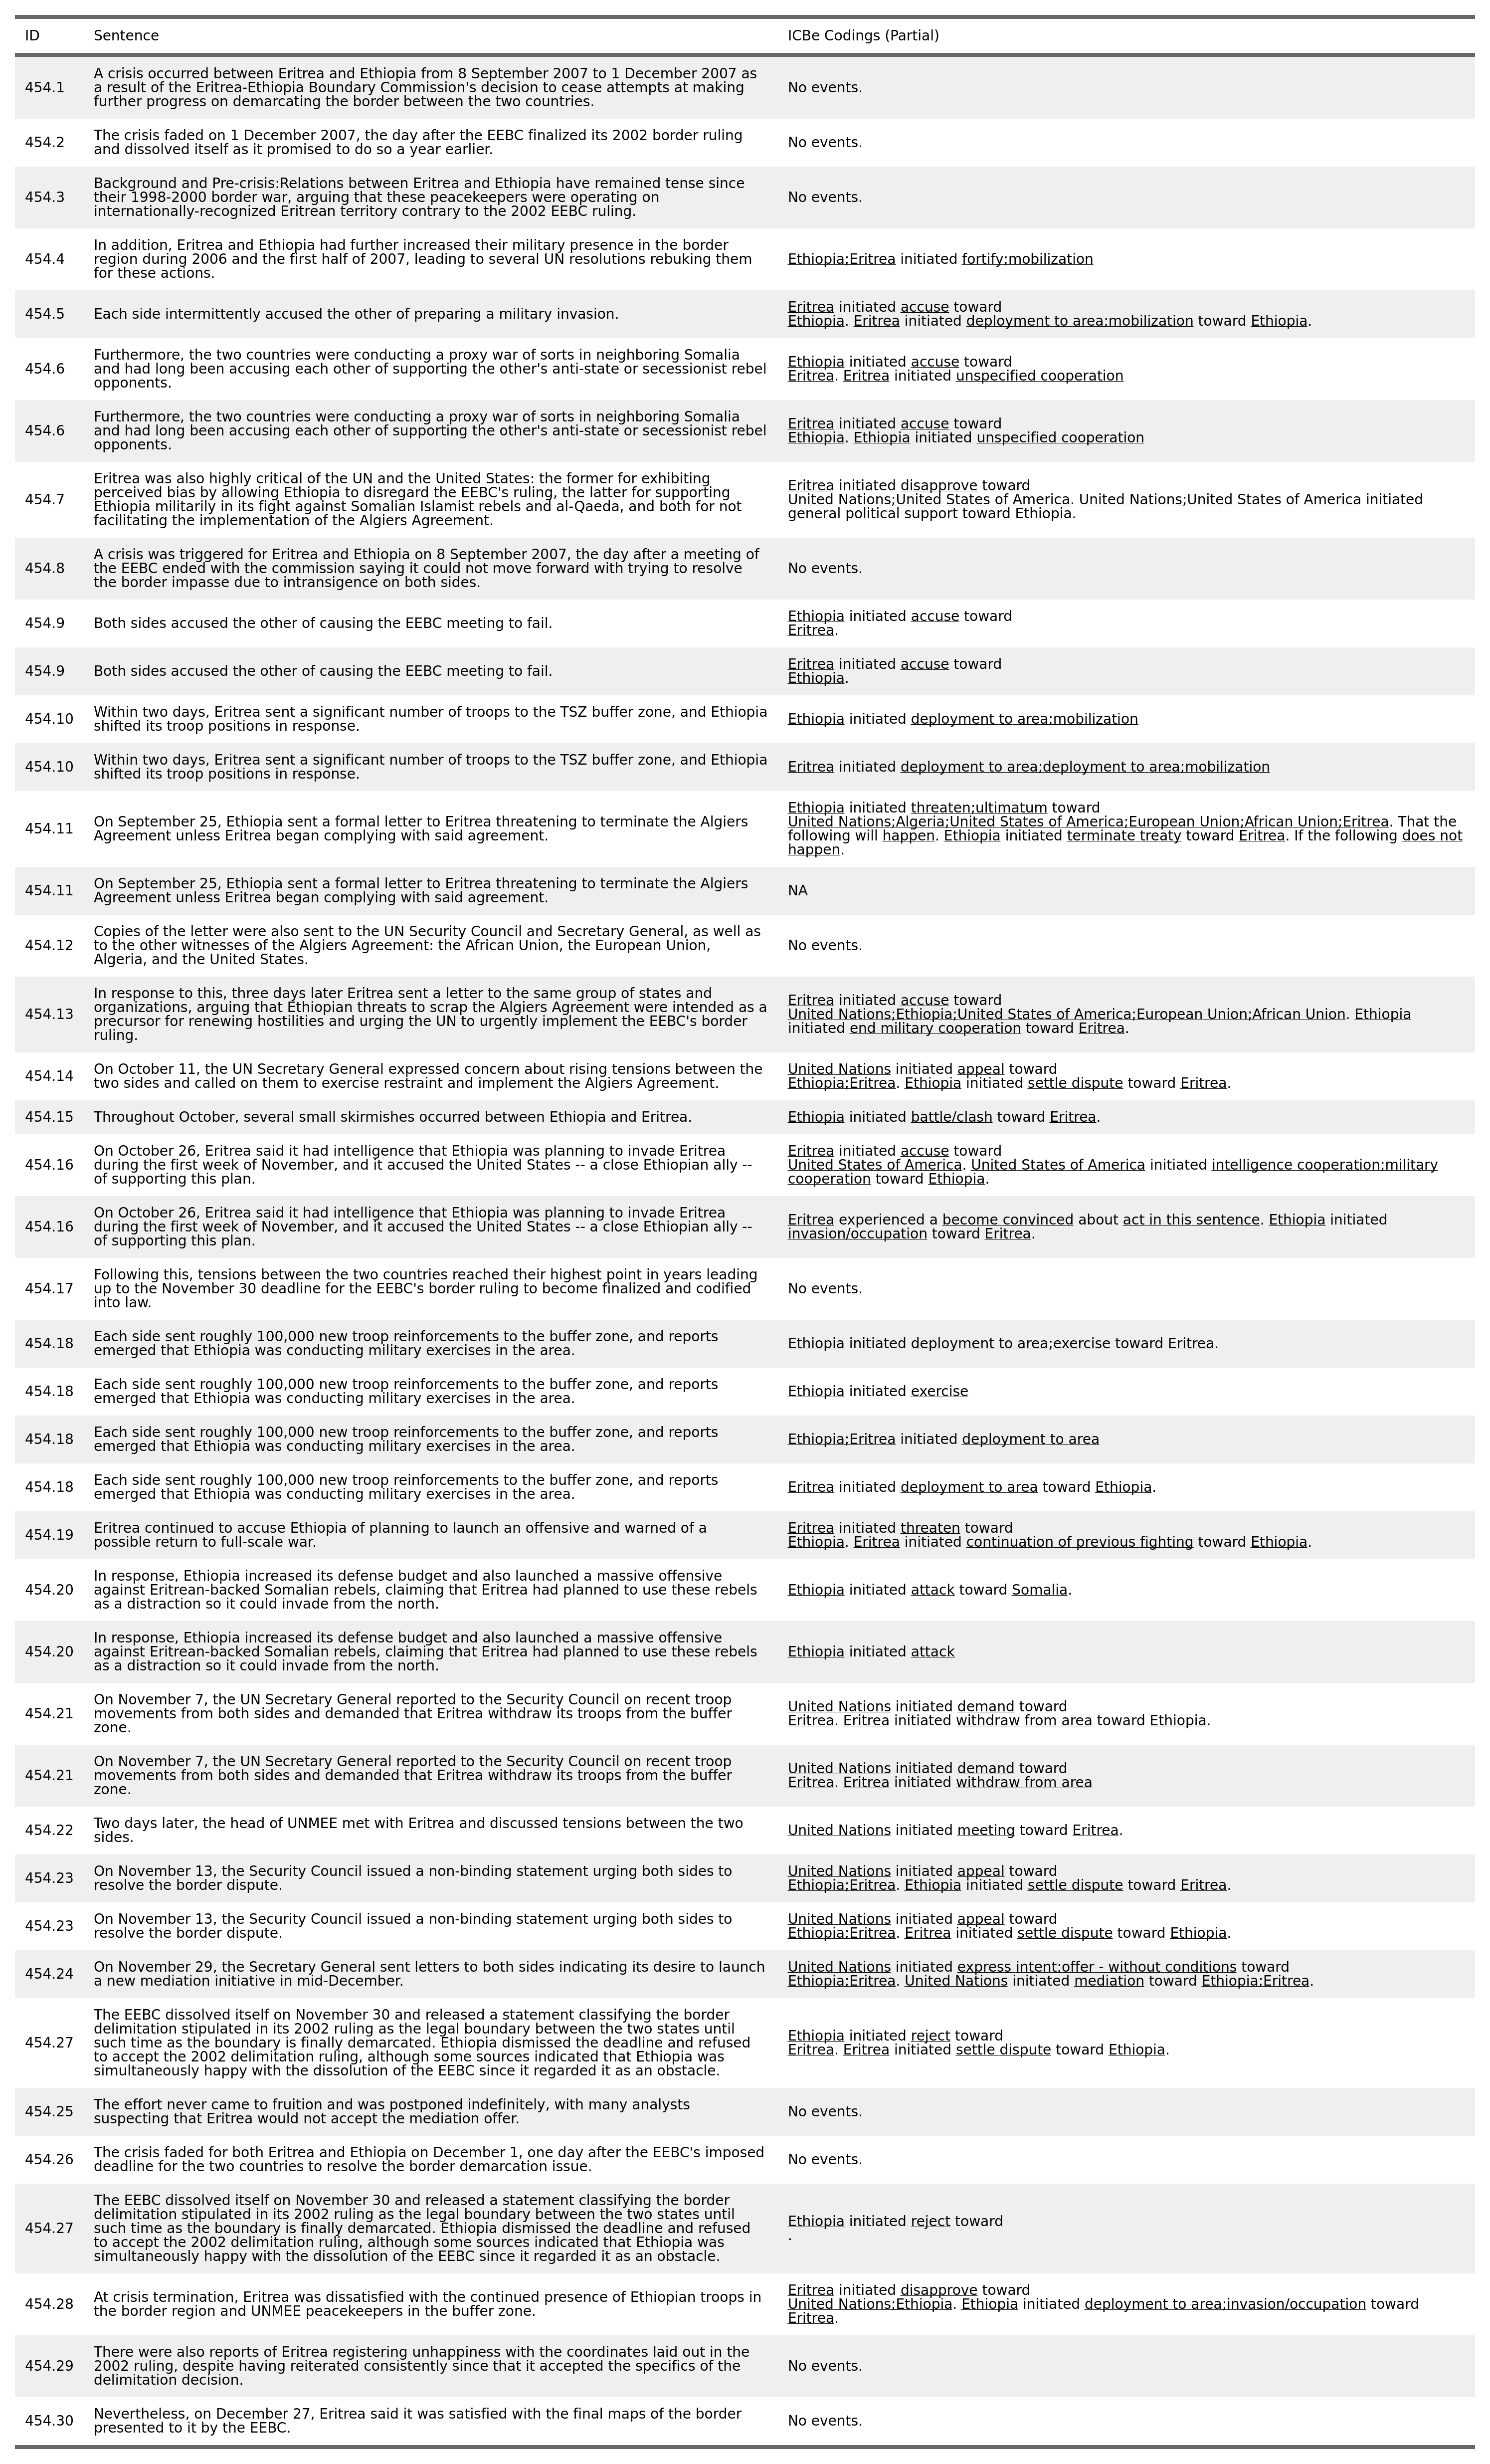 ID Sentence ICBe Codings (Partial)
454.1
A crisis occurred between Eritrea and Ethiopia from 8 September 2007 to 1 December 2007 as
a result of the Eritrea-Ethiopia Boundary Commission's decision to cease attempts at making
further progress on demarcating the border between the two countries.
No events.
454.2
The crisis faded on 1 December 2007, the day after the EEBC finalized its 2002 border ruling
and dissolved itself as it promised to do so a year earlier.
No events.
454.3
Background and Pre-crisis:Relations between Eritrea and Ethiopia have remained tense since
their 1998-2000 border war, arguing that these peacekeepers were operating on
internationally-recognized Eritrean territory contrary to the 2002 EEBC ruling.
No events.
454.4
In addition, Eritrea and Ethiopia had further increased their military presence in the border
region during 2006 and the first half of 2007, leading to several UN resolutions rebuking them
for these actions.
Ethiopia;Eritrea initiated fortify;mobilization
454.5
Each side intermittently accused the other of preparing a military invasion.
Eritrea initiated accuse toward
Ethiopia. Eritrea initiated deployment to area;mobilization toward Ethiopia.
454.6
Furthermore, the two countries were conducting a proxy war of sorts in neighboring Somalia
and had long been accusing each other of supporting the other's anti-state or secessionist rebel
opponents.
Ethiopia initiated accuse toward
Eritrea. Eritrea initiated unspecified cooperation
454.6
Furthermore, the two countries were conducting a proxy war of sorts in neighboring Somalia
and had long been accusing each other of supporting the other's anti-state or secessionist rebel
opponents.
Eritrea initiated accuse toward
Ethiopia. Ethiopia initiated unspecified cooperation
454.7
Eritrea was also highly critical of the UN and the United States: the former for exhibiting
perceived bias by allowing Ethiopia to disregard the EEBC's ruling, the latter for supporting
Ethiopia militarily in its fight against Somalian Islamist rebels and al-Qaeda, and both for not
facilitating the implementation of the Algiers Agreement.
Eritrea initiated disapprove toward
United Nations;United States of America. United Nations;United States of America initiated
general political support toward Ethiopia.
454.8
A crisis was triggered for Eritrea and Ethiopia on 8 September 2007, the day after a meeting of
the EEBC ended with the commission saying it could not move forward with trying to resolve
the border impasse due to intransigence on both sides.
No events.
454.9
Both sides accused the other of causing the EEBC meeting to fail.
Ethiopia initiated accuse toward
Eritrea.
454.9
Both sides accused the other of causing the EEBC meeting to fail.
Eritrea initiated accuse toward
Ethiopia.
454.10
Within two days, Eritrea sent a significant number of troops to the TSZ buffer zone, and Ethiopia
shifted its troop positions in response.
Ethiopia initiated deployment to area;mobilization
454.10
Within two days, Eritrea sent a significant number of troops to the TSZ buffer zone, and Ethiopia
shifted its troop positions in response.
Eritrea initiated deployment to area;deployment to area;mobilization
454.11
On September 25, Ethiopia sent a formal letter to Eritrea threatening to terminate the Algiers
Agreement unless Eritrea began complying with said agreement.
Ethiopia initiated threaten;ultimatum toward
United Nations;Algeria;United States of America;European Union;African Union;Eritrea. That the
following will happen. Ethiopia initiated terminate treaty toward Eritrea. If the following does not
happen.
454.11
On September 25, Ethiopia sent a formal letter to Eritrea threatening to terminate the Algiers
Agreement unless Eritrea began complying with said agreement.
NA
454.12
Copies of the letter were also sent to the UN Security Council and Secretary General, as well as
to the other witnesses of the Algiers Agreement: the African Union, the European Union,
Algeria, and the United States.
No events.
454.13
In response to this, three days later Eritrea sent a letter to the same group of states and
organizations, arguing that Ethiopian threats to scrap the Algiers Agreement were intended as a
precursor for renewing hostilities and urging the UN to urgently implement the EEBC's border
ruling.
Eritrea initiated accuse toward
United Nations;Ethiopia;United States of America;European Union;African Union. Ethiopia
initiated end military cooperation toward Eritrea.
454.14
On October 11, the UN Secretary General expressed concern about rising tensions between the
two sides and called on them to exercise restraint and implement the Algiers Agreement.
United Nations initiated appeal toward
Ethiopia;Eritrea. Ethiopia initiated settle dispute toward Eritrea.
454.15
Throughout October, several small skirmishes occurred between Ethiopia and Eritrea.
Ethiopia initiated battle/clash toward Eritrea.
454.16
On October 26, Eritrea said it had intelligence that Ethiopia was planning to invade Eritrea
during the first week of November, and it accused the United States -- a close Ethiopian ally --
of supporting this plan.
Eritrea initiated accuse toward
United States of America. United States of America initiated intelligence cooperation;military
cooperation toward Ethiopia.
454.16
On October 26, Eritrea said it had intelligence that Ethiopia was planning to invade Eritrea
during the first week of November, and it accused the United States -- a close Ethiopian ally --
of supporting this plan.
Eritrea experienced a become convinced about act in this sentence. Ethiopia initiated
invasion/occupation toward Eritrea.
454.17
Following this, tensions between the two countries reached their highest point in years leading
up to the November 30 deadline for the EEBC's border ruling to become finalized and codified
into law.
No events.
454.18
Each side sent roughly 100,000 new troop reinforcements to the buffer zone, and reports
emerged that Ethiopia was conducting military exercises in the area.
Ethiopia initiated deployment to area;exercise toward Eritrea.
454.18
Each side sent roughly 100,000 new troop reinforcements to the buffer zone, and reports
emerged that Ethiopia was conducting military exercises in the area.
Ethiopia initiated exercise
454.18
Each side sent roughly 100,000 new troop reinforcements to the buffer zone, and reports
emerged that Ethiopia was conducting military exercises in the area.
Ethiopia;Eritrea initiated deployment to area
454.18
Each side sent roughly 100,000 new troop reinforcements to the buffer zone, and reports
emerged that Ethiopia was conducting military exercises in the area.
Eritrea initiated deployment to area toward Ethiopia.
454.19
Eritrea continued to accuse Ethiopia of planning to launch an offensive and warned of a
possible return to full-scale war.
Eritrea initiated threaten toward
Ethiopia. Eritrea initiated continuation of previous fighting toward Ethiopia.
454.20
In response, Ethiopia increased its defense budget and also launched a massive offensive
against Eritrean-backed Somalian rebels, claiming that Eritrea had planned to use these rebels
as a distraction so it could invade from the north.
Ethiopia initiated attack toward Somalia.
454.20
In response, Ethiopia increased its defense budget and also launched a massive offensive
against Eritrean-backed Somalian rebels, claiming that Eritrea had planned to use these rebels
as a distraction so it could invade from the north.
Ethiopia initiated attack
454.21
On November 7, the UN Secretary General reported to the Security Council on recent troop
movements from both sides and demanded that Eritrea withdraw its troops from the buffer
zone.
United Nations initiated demand toward
Eritrea. Eritrea initiated withdraw from area toward Ethiopia.
454.21
On November 7, the UN Secretary General reported to the Security Council on recent troop
movements from both sides and demanded that Eritrea withdraw its troops from the buffer
zone.
United Nations initiated demand toward
Eritrea. Eritrea initiated withdraw from area
454.22
Two days later, the head of UNMEE met with Eritrea and discussed tensions between the two
sides.
United Nations initiated meeting toward Eritrea.
454.23
On November 13, the Security Council issued a non-binding statement urging both sides to
resolve the border dispute.
United Nations initiated appeal toward
Ethiopia;Eritrea. Ethiopia initiated settle dispute toward Eritrea.
454.23
On November 13, the Security Council issued a non-binding statement urging both sides to
resolve the border dispute.
United Nations initiated appeal toward
Ethiopia;Eritrea. Eritrea initiated settle dispute toward Ethiopia.
454.24
On November 29, the Secretary General sent letters to both sides indicating its desire to launch
a new mediation initiative in mid-December.
United Nations initiated express intent;offer - without conditions toward
Ethiopia;Eritrea. United Nations initiated mediation toward Ethiopia;Eritrea.
454.27
The EEBC dissolved itself on November 30 and released a statement classifying the border
delimitation stipulated in its 2002 ruling as the legal boundary between the two states until
such time as the boundary is finally demarcated. Ethiopia dismissed the deadline and refused
to accept the 2002 delimitation ruling, although some sources indicated that Ethiopia was
simultaneously happy with the dissolution of the EEBC since it regarded it as an obstacle.
Ethiopia initiated reject toward
Eritrea. Eritrea initiated settle dispute toward Ethiopia.
454.25
The effort never came to fruition and was postponed indefinitely, with many analysts
suspecting that Eritrea would not accept the mediation offer.
No events.
454.26
The crisis faded for both Eritrea and Ethiopia on December 1, one day after the EEBC's imposed
deadline for the two countries to resolve the border demarcation issue.
No events.
454.27
The EEBC dissolved itself on November 30 and released a statement classifying the border
delimitation stipulated in its 2002 ruling as the legal boundary between the two states until
such time as the boundary is finally demarcated. Ethiopia dismissed the deadline and refused
to accept the 2002 delimitation ruling, although some sources indicated that Ethiopia was
simultaneously happy with the dissolution of the EEBC since it regarded it as an obstacle.
Ethiopia initiated reject toward
.
454.28
At crisis termination, Eritrea was dissatisfied with the continued presence of Ethiopian troops in
the border region and UNMEE peacekeepers in the buffer zone.
Eritrea initiated disapprove toward
United Nations;Ethiopia. Ethiopia initiated deployment to area;invasion/occupation toward
Eritrea.
454.29
There were also reports of Eritrea registering unhappiness with the coordinates laid out in the
2002 ruling, despite having reiterated consistently since that it accepted the specifics of the
delimitation decision.
No events.
454.30
Nevertheless, on December 27, Eritrea said it was satisfied with the final maps of the border
presented to it by the EEBC.
No events.